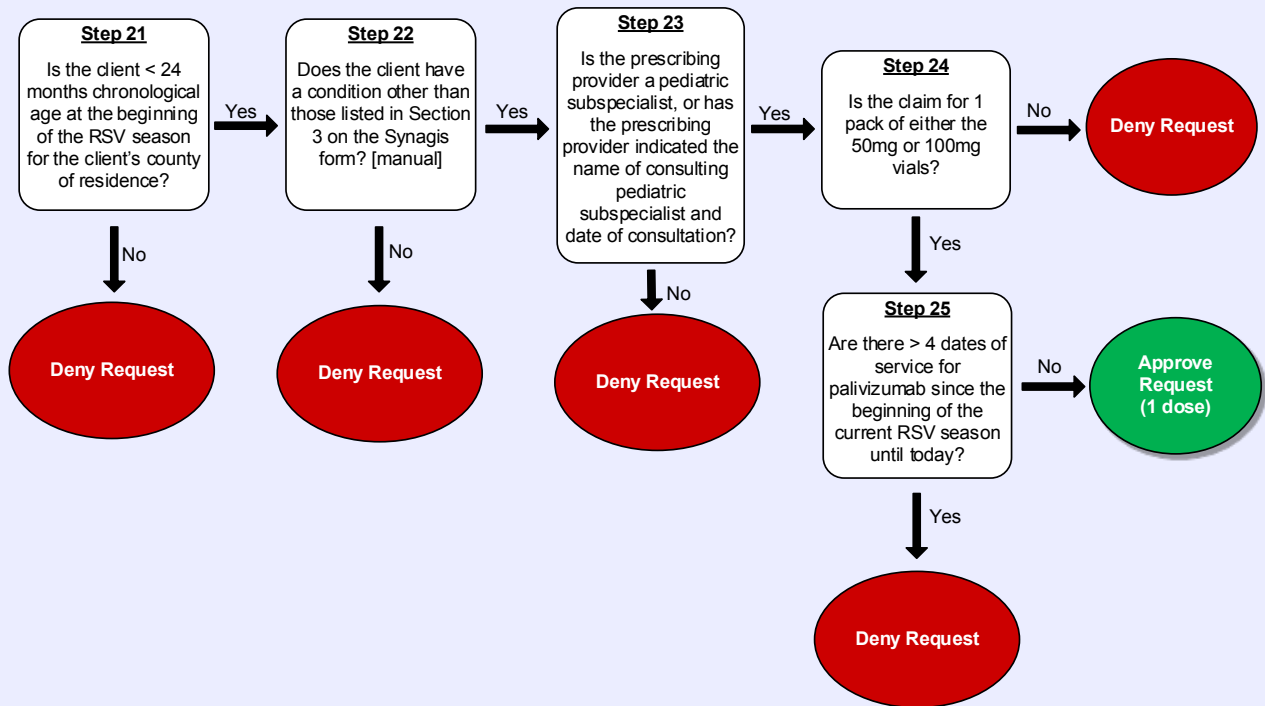 Step 21
Is the client < 24
months chronological
age at the beginning
of the RSV season
for the client's county
of residence?
Yes
No
Deny Request
Step 22
Does the client have
a condition other than
those listed in Section
3 on the Synagis
form? [manual]
Yes
No
Deny Request
Step 23
Is the prescribing
provider a pediatric
subspecialist, or has
the prescribing
provider indicated the
name of consulting
pediatric
subspecialist and
date of consultation?
Yes
No
Deny Request
Step 24
Is the claim for 1
pack of either the
50mg or 100mg
vials?
No
Deny Request
Yes
Step 25
Are there > 4 dates of
service for
palivizumab since the
beginning of the
current RSV season
until today?
No
Approve
Request
(1 dose)
Yes
Deny Request